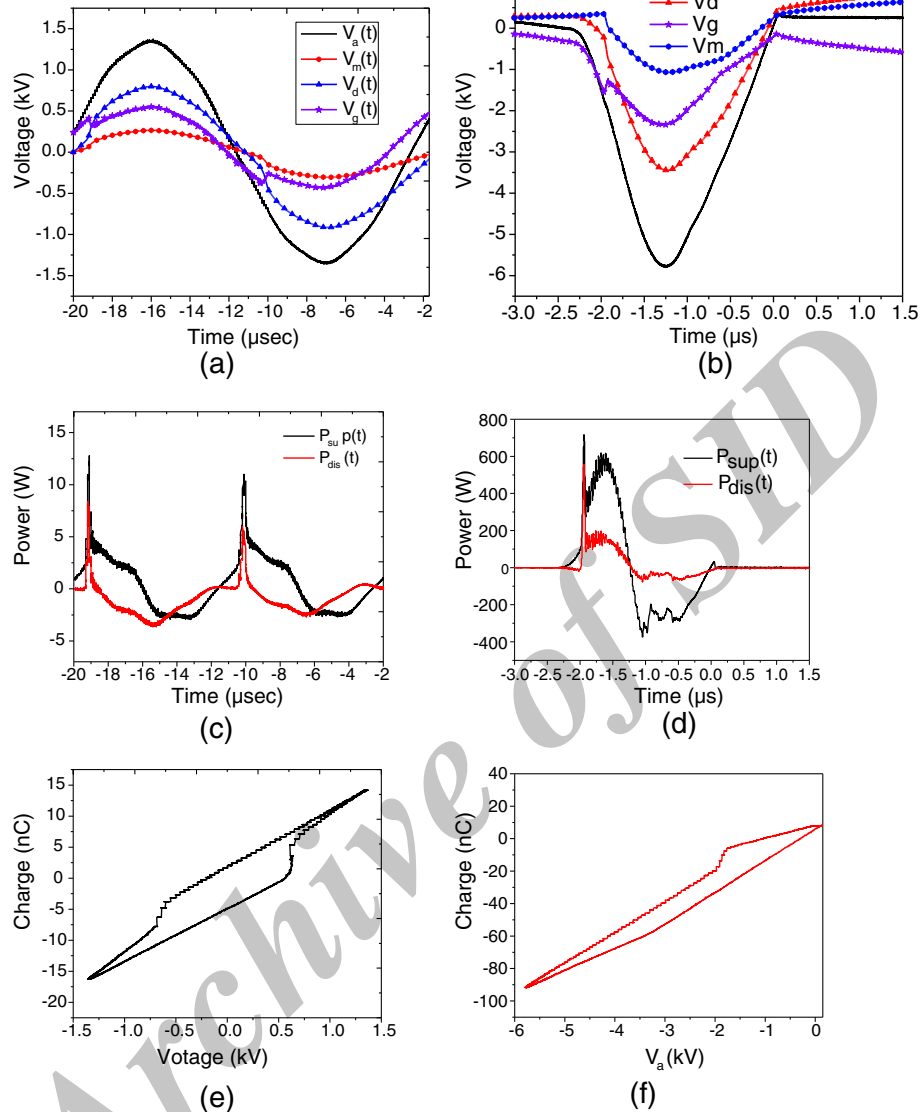 Voltage (kV)
1.5
1.0
0.5
0.0
-0.5
-1.0
-1.5
V_a(t)
V_m(t)
V_d(t)
V_g(t)
-20 -18 -16 -14 -12 -10 -8 -6 -4 -2
Time (µsec)
(a)
Voltage (kV)
0
-1
-2
-3
-4
-5
-6
Vd
Vg
Vm
-3.0 -2.5 -2.0 -1.5 -1.0 -0.5 0.0 0.5 1.0 1.5
Time (µs)
(b)
Power (W)
15
10
5
0
-5
P_su p(t)
P_dis (t)
-20 -18 -16 -14 -12 -10 -8 -6 -4 -2
Time (µsec)
(c)
Power (W)
800
600
400
200
0
-200
-400
P_sup(t)
P_dis(t)
-3.0 -2.5 -2.0 -1.5 -1.0 -0.5 0.0 0.5 1.0 1.5
Time (µs)
(d)
Charge (nC)
15
10
5
0
-5
-10
-15
-20
-1.5 -1.0 -0.5 0.0 0.5 1.0 1.5
Votage (kV)
(e)
Charge (nC)
40
20
0
-20
-40
-60
-80
-100
-6 -5 -4 -3 -2 -1 0
V_a (kV)
(f)
Archive of SID